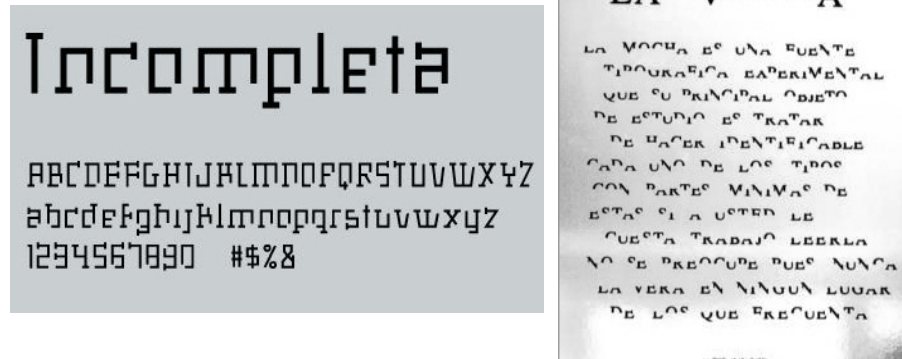 Incompleta
ABCDEFGHIJKLMNOPQRSTUVWXYZ
abcdefghijklmnopqrstuvwxyz
1234567890 #$%&
LA MOCHA ES UNA FUENTE
TIPOGRAFICA EXPERIMENTAL
QUE SU PRINCIPAL OBJETO
DE ESTUDIO ES TRATAR
DE HACER IDENTIFICABLE
CADA UNO DE LOS TIPOS
CON PARTES MINIMAS DE
ESTAS SI A USTED LE
CUESTA TRABAJO LEERLA
NO SE PREOCUPE PUES NUNCA
LA VERA EN NINGUN LUGAR
DE LOS QUE FRECUENTA